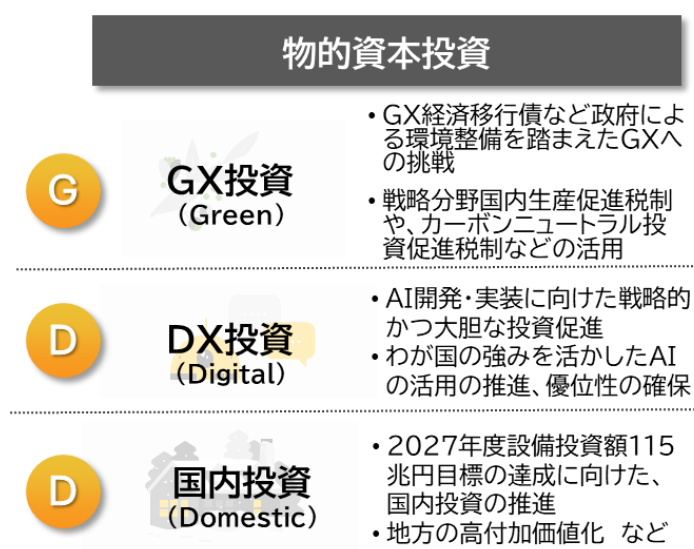 物的資本投資
G
GX投資
(Green)
• GX経済移行債など政府によ
る環境整備を踏まえたGXへ
の挑戦
• 戦略分野国内生産促進税制
や、カーボンニュートラル投
資促進税制などの活用
D
DX投資
(Digital)
• AI開発・実装に向けた戦略的
かつ大胆な投資促進
• わが国の強みを活かしたAI
の活用の推進、優位性の確保
D
国内投資
(Domestic)
• 2027年度設備投資額115
兆円目標の達成に向けた、
国内投資の推進
• 地方の高付加価値化 など